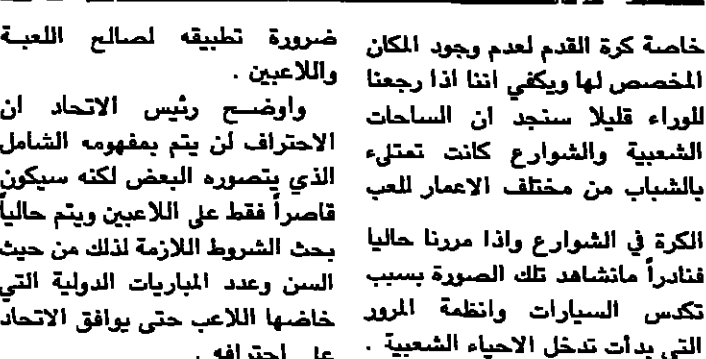 خاصة كرة القدم لعدم وجود المكان
المخصص لها ويكفي اننا اذا رجعنا
للوراء قليلا سنجد ان الساحات
الشعبية والشوارع كانت تمتلء
بالشباب من مختلف الاعمار للعب
الكرة في الشوارع واذا مررنا حاليا
فنادراً مانشاهد تلك الصورة بسبب
تكدس السيارات وانظمة المرور
التي بدأت تدخل الاحياء الشعبية .
ضرورة تطبيقه لصالح اللعبة
واللاعبين .
واوضح رئيس الاتحاد ان
الاحتراف لن يتم بمفهومه الشامل
الذي يتصوره البعض لكنه سيكون
قاصراً فقط على اللاعبين ويتم حالياً
بحث الشروط اللازمة لذلك من حيث
السن وعدد المباريات الدولية التي
خاضها اللاعب حتى يوافق الاتحاد
على احترافه .